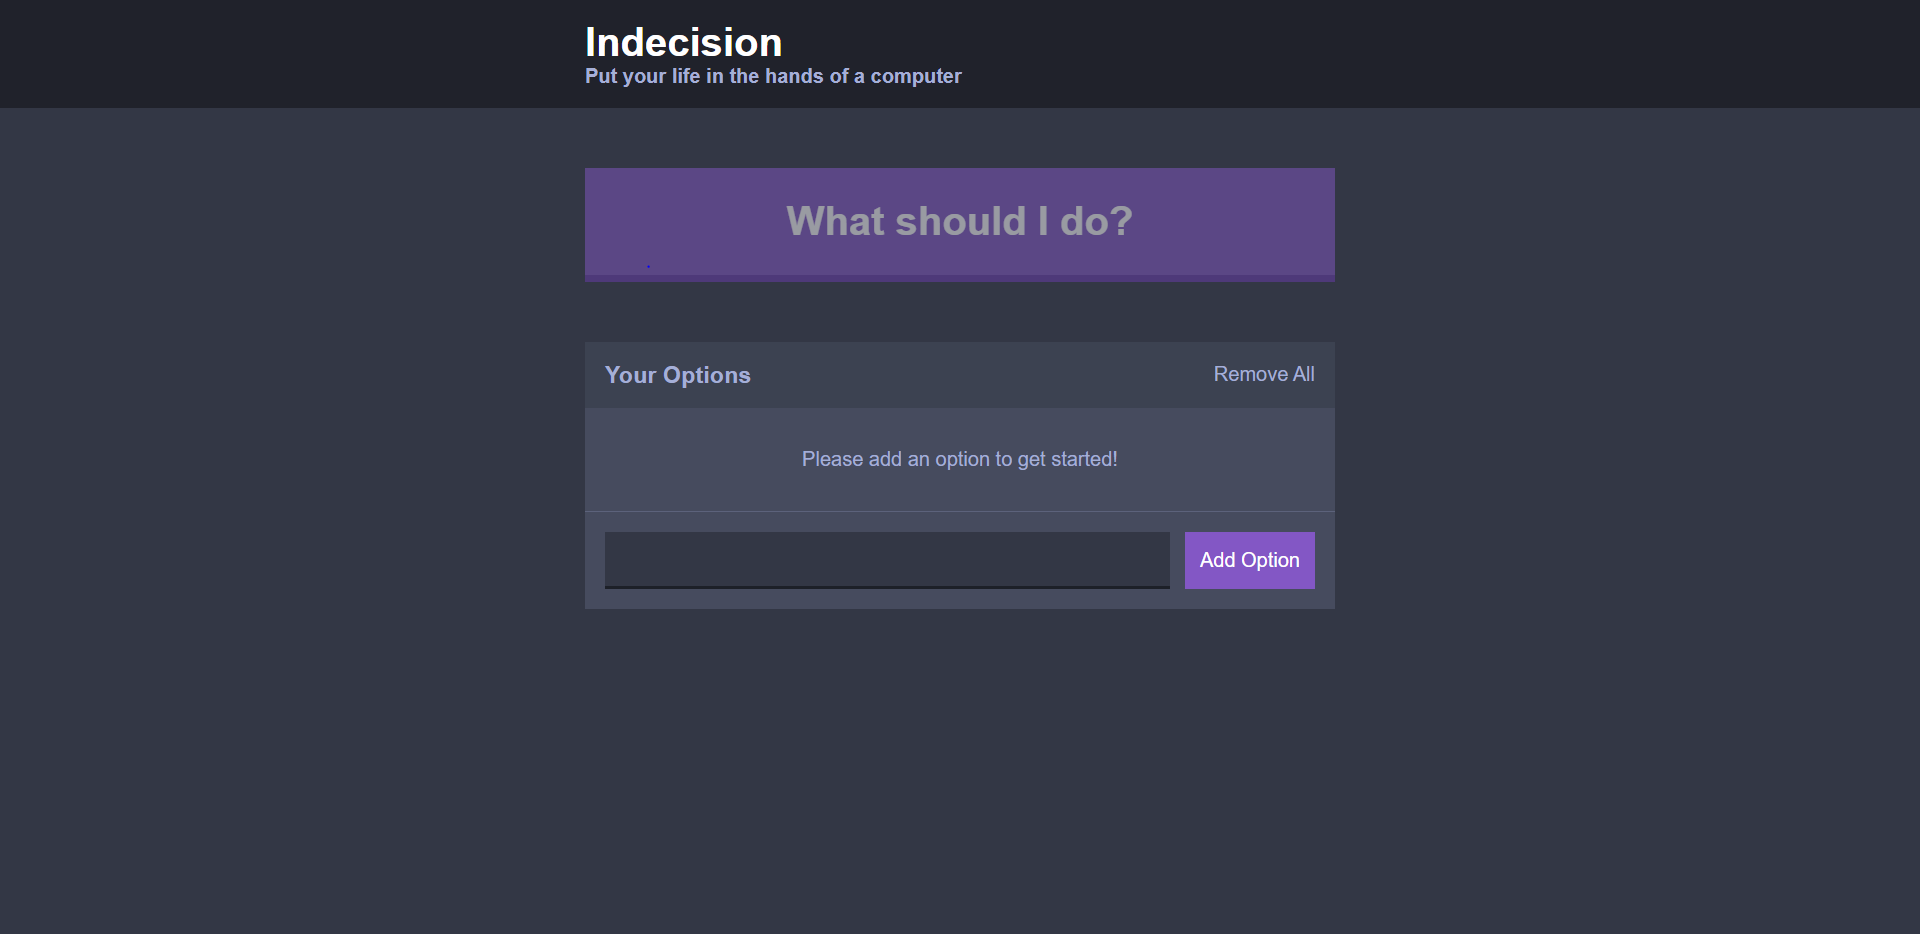 Indecision
Put your life in the hands of a computer
What should I do?
Your Options
Remove All
Please add an option to get started!
Add Option